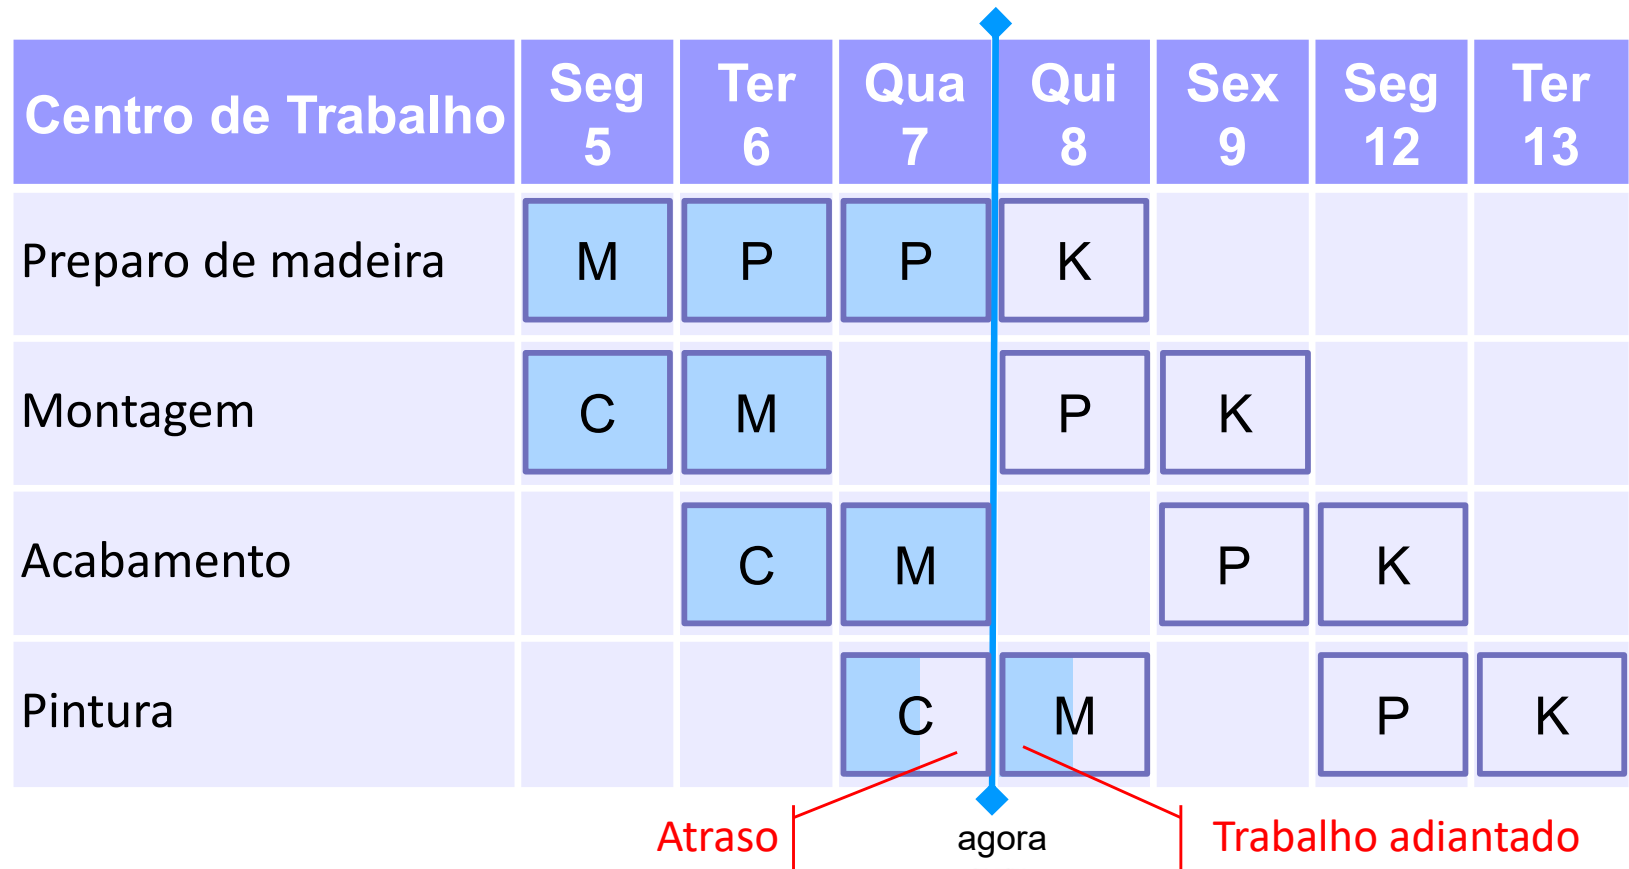 Centro de Trabalho Seg 5 Ter 6 Qua 7 Qui 8 Sex 9 Seg 12 Ter 13
Preparo de madeira M P P K
Montagem C M P K
Acabamento C M P K
Pintura C M P K
Atraso agora Trabalho adiantado